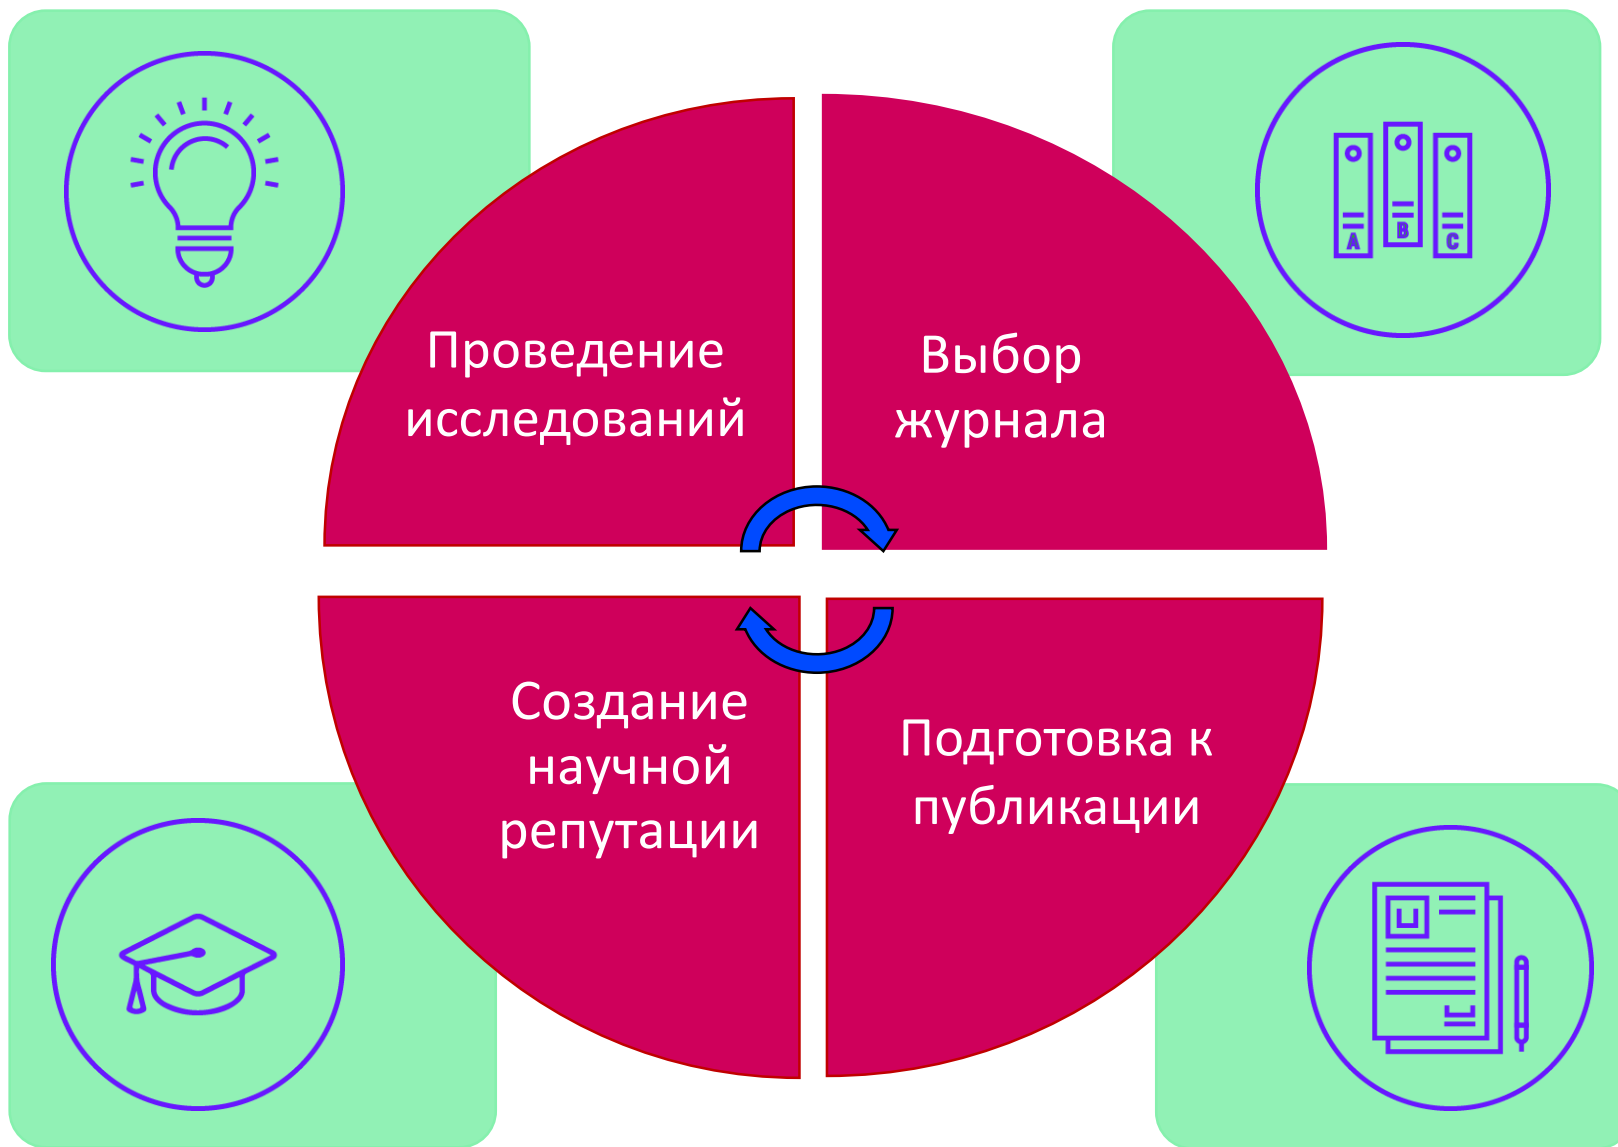 Проведение
исследований
Выбор
журнала
A
B
C
Создание
научной
репутации
Подготовка к
публикации